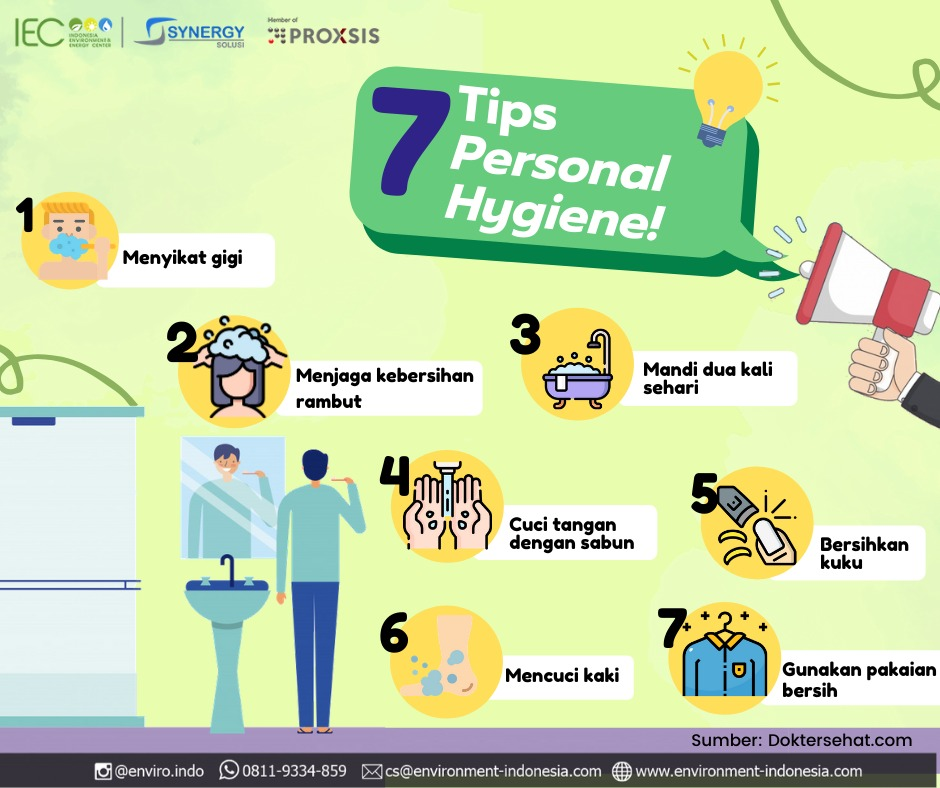 IEC
INDONESIA
ENVIRONMENT &
ENERGY CENTER
SYNERGY
SOLUSI
Member of
PROXSIS
7
Tips
Personal
Hygiene!
1
Menyikat gigi
2
Menjaga kebersihan
rambut
3
Mandi dua kali
sehari
4
Cuci tangan
dengan sabun
5
Bersihkan
kuku
6
Mencuci kaki
7
Gunakan pakaian
bersih
Sumber: Doktersehat.com
@enviro.indo 0811-9334-859 cs@environment-indonesia.com www.environment-indonesia.com